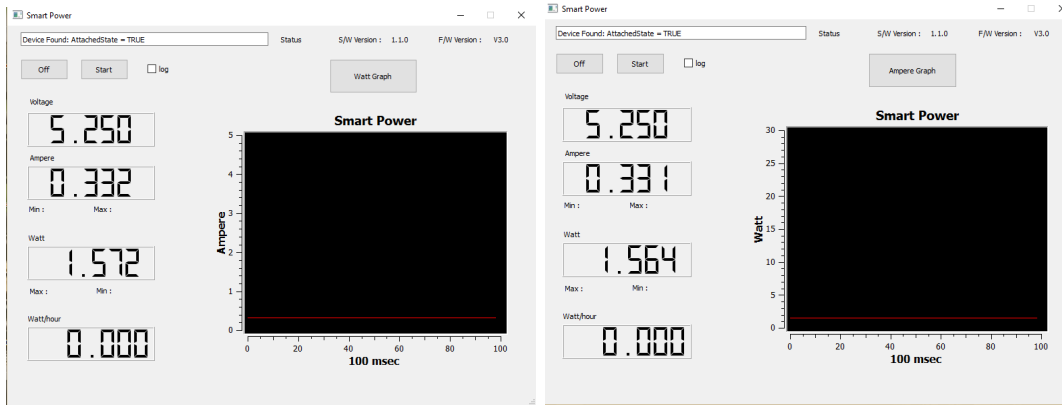 Smart Power
Device Found: AttachedState = TRUE
Status
S/W Version : 1.1.0
F/W Version : V3.0
Off
Start
log
Watt Graph
Voltage
5.250
Ampere
0.332
Min :
Max :
Watt
1.572
Max :
Min :
Watt/hour
0.000
Smart Power
Ampere
5
4
3
2
1
0
0 20 40 60 80 100
100 msec
Smart Power
Device Found: AttachedState = TRUE
Status
S/W Version : 1.1.0
F/W Version : V3.0
Off
Start
log
Ampere Graph
Voltage
5.250
Ampere
0.331
Min :
Max :
Watt
1.564
Max :
Min :
Watt/hour
0.000
Smart Power
Watt
30
25
20
15
10
5
0
0 20 40 60 80 100
100 msec